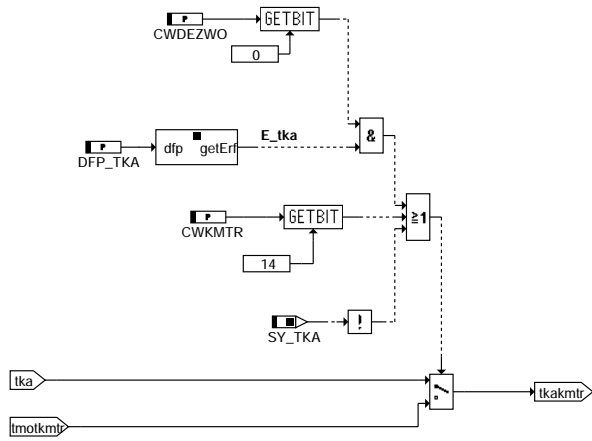 P
GETBIT
CWDEZWO
0
E_tka
&
P
dfp getErf
DFP_TKA
P
GETBIT
≥1
CWKMTR
14
!
SY_TKA
tka
tkakmtr
tmotkmtr